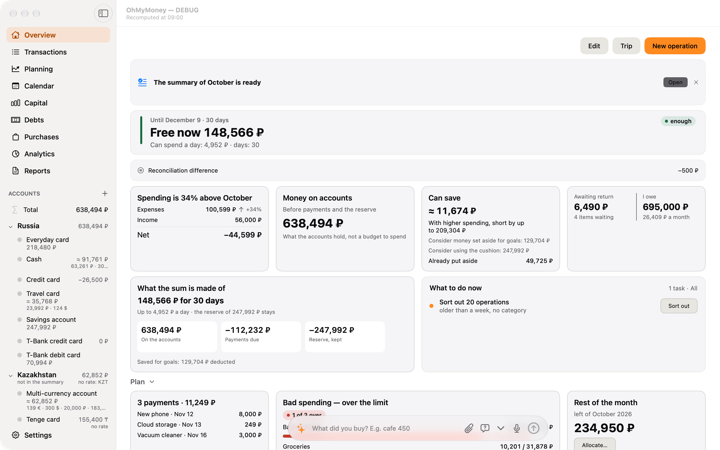 OhMyMoney — DEBUG
Recomputed at 09:00
Overview
Transactions
Planning
Calendar
Capital
Debts
Purchases
Analytics
Reports
ACCOUNTS
Total 638,494 ₽
Russia 638,494 ₽
Everyday card
218,480 ₽
Cash ≈ 91,761 ₽
63,261 ₽ · 30...
Credit card −26,500 ₽
Travel card
≈ 35,768 ₽
23,992 ₽ · 124 $
Savings account
247,992 ₽
T-Bank credit card 0 ₽
T-Bank debit card
70,994 ₽
Kazakhstan 62,852 ₽
not in the summary no rate: KZT
Multi-currency account
≈ 62,852 ₽
139 € · 300 $ · 20,000 ₽ · 183,...
Tenge card 155,400 ₸
no rate
Settings
Edit Trip New operation
The summary of October is ready Open
Until December 9 · 30 days enough
Free now 148,566 ₽
Can spend a day: 4,952 ₽ · days: 30
Reconciliation difference −500 ₽
Spending is 34% above October
Expenses 100,599 ₽ ↑ +34%
Income 56,000 ₽
Net −44,599 ₽
Money on accounts
Before payments and the reserve
638,494 ₽
What the accounts hold, not a budget to spend
Can save
≈ 11,674 ₽
With higher spending, short by up
to 209,304 ₽
Consider money set aside for goals: 129,704 ₽
Consider using the cushion: 247,992 ₽
Already put aside 49,725 ₽
Awaiting return
6,490 ₽
4 items waiting
I owe
695,000 ₽
26,409 ₽ a month
What the sum is made of
148,566 ₽ for 30 days
Up to 4,952 ₽ a day · the reserve of 247,992 ₽ stays
638,494 ₽
On the accounts
−112,232 ₽
Payments due
−247,992 ₽
Reserve, kept
Saved for goals: 129,704 ₽ deducted
What to do now 1 task · All
Sort out 20 operations
older than a week, no category
Sort out
Plan
3 payments · 11,249 ₽
New phone · Nov 12 8,000 ₽
Cloud storage · Nov 13 249 ₽
Vacuum cleaner · Nov 16 3,000 ₽
Bad spending — over the limit
1 of 2 over
Groceries 10,201 / 31,878 ₽
What did you buy? E.g. cafe 450
Rest of the month
left of October 2026
234,950 ₽
Allocate...